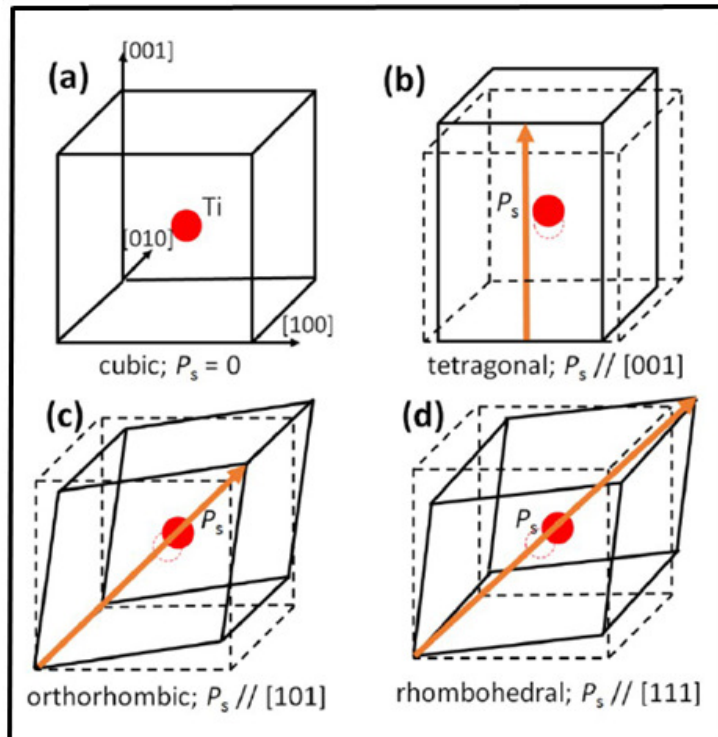 (a)
[001]
Ti
[010]
[100]
cubic; Ps = 0
(b)
Ps
tetragonal; Ps // [001]
(c)
Ps
orthorhombic; Ps // [101]
(d)
Ps
rhombohedral; Ps // [111]